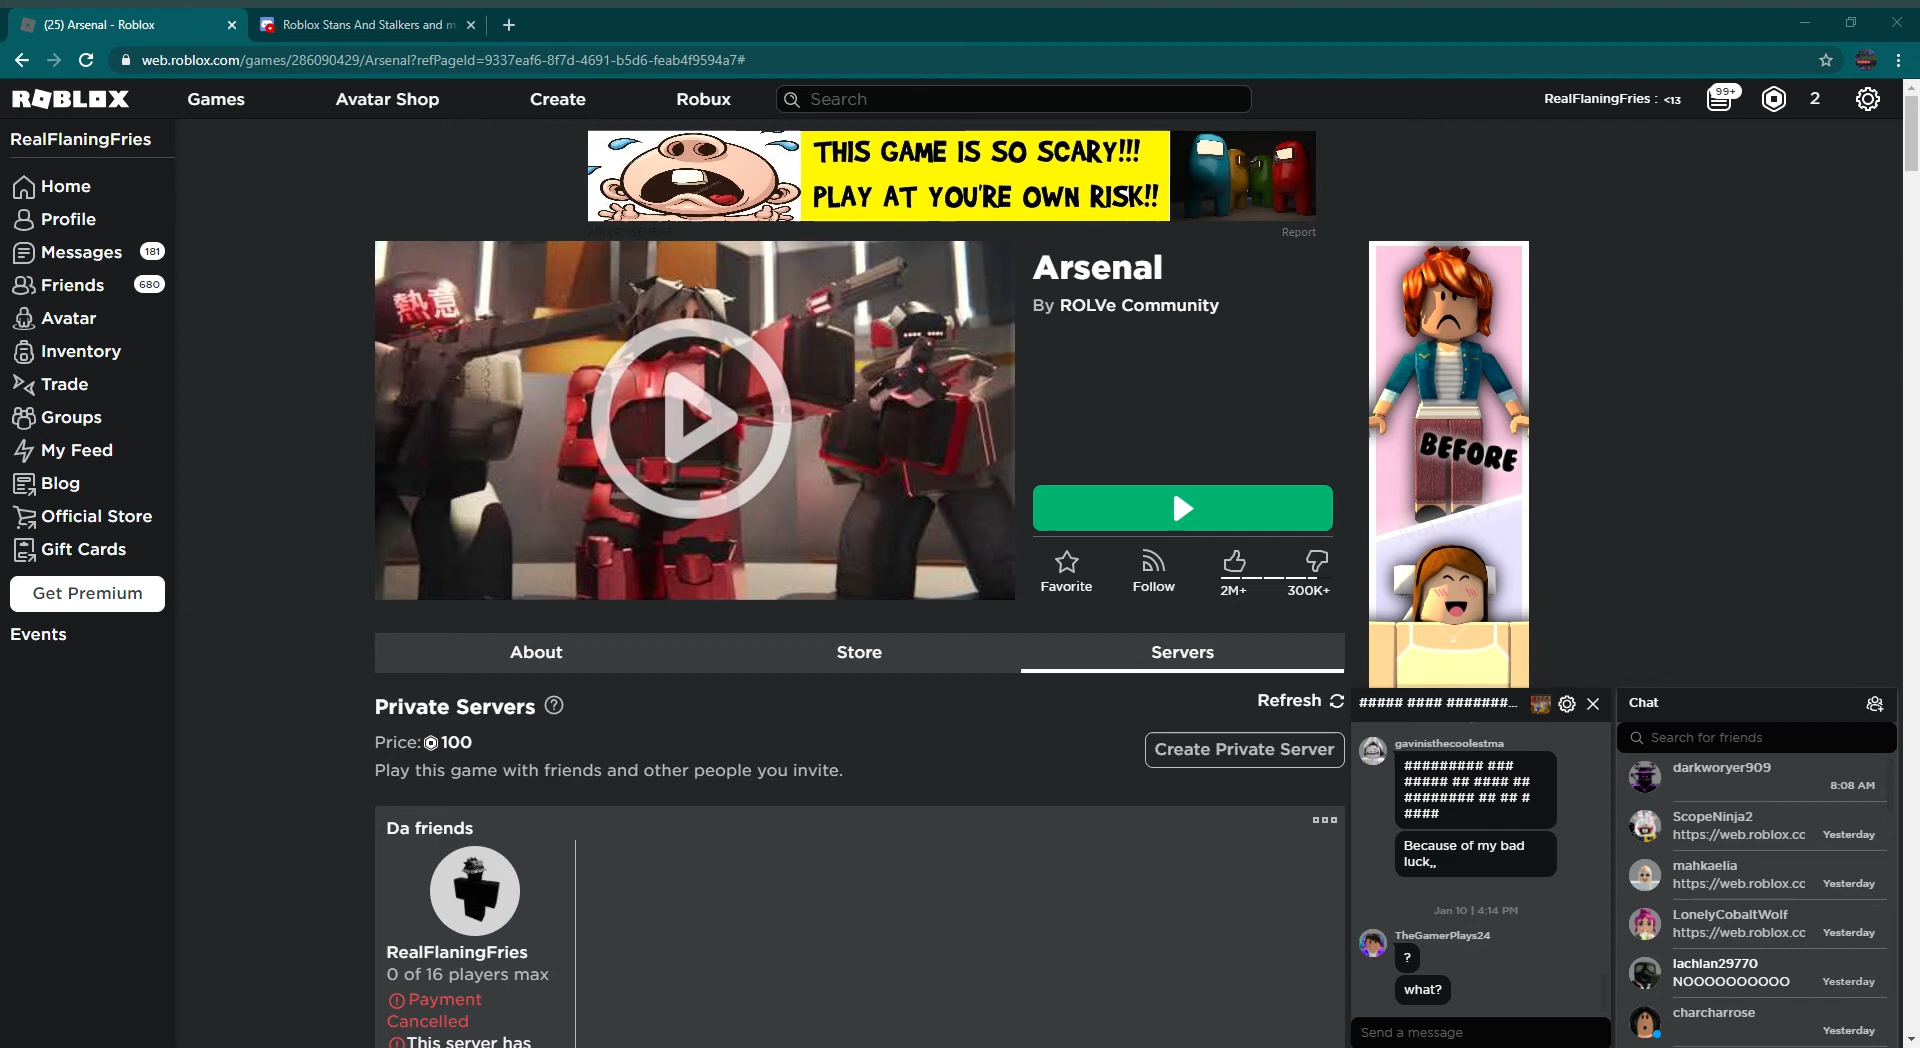 (25) Arsenal - Roblox
Roblox Stans And Stalkers and m
web.roblox.com/games/286090429/Arsenal?refPageId=9337eaf6-8f7d-4691-b5d6-feab4f9594a7#
ROBLOX
Games
Avatar Shop
Create
Robux
Search
RealFlaningFries : <13
99+
2
RealFlaningFries
Home
Profile
Messages 181
Friends 680
Avatar
Inventory
Trade
Groups
My Feed
Blog
Official Store
Gift Cards
Get Premium
Events
THIS GAME IS SO SCARY!!!
PLAY AT YOU'RE OWN RISK!!
ADVERTISEMENT
Report
熱意
Arsenal
By ROLVe Community
Favorite
Follow
2M+
300K+
BEFORE
About
Store
Servers
Private Servers
Refresh
Price: 100
Create Private Server
Play this game with friends and other people you invite.
Da friends
RealFlaningFries
0 of 16 players max
Payment
Cancelled
This server has
##### #### #######...
gavinisthecoolestma
######### ###
##### ## #### ##
######## ## ## #
####
Because of my bad
luck,,
Jan 10 | 4:14 PM
TheGamerPlays24
?
what?
Send a message
Chat
Search for friends
darkworyer909
8:08 AM
ScopeNinja2
https://web.roblox.cc Yesterday
mahkaelia
https://web.roblox.cc Yesterday
LonelyCobaltWolf
https://web.roblox.cc Yesterday
lachlan29770
NOOOOOOOOOO Yesterday
charcharrose
Yesterday